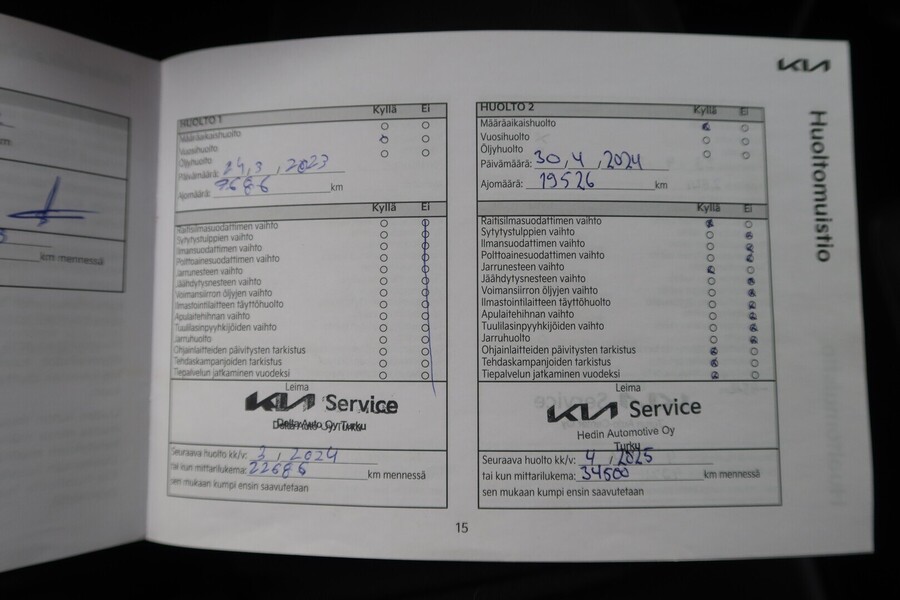 KIA
Huoltomuistio
km mennessä
HUOLTO 1 Kyllä Ei
Määräaikaishuolto
Vuosihuolto
Öljyhuolto
Päivämäärä: 24,3, 2023
Ajomäärä: 7686 km
Kyllä Ei
Raitisilmasuodattimen vaihto
Sytytystulppien vaihto
Ilmansuodattimen vaihto
Polttoainesuodattimen vaihto
Jarrunesteen vaihto
Jäähdytysnesteen vaihto
Voimansiirron öljyjen vaihto
Ilmastointilaitteen täyttöhuolto
Apulaitehihnan vaihto
Tuulilasinpyyhkijöiden vaihto
Jarruhuolto
Ohjainlaitteiden päivitysten tarkistus
Tehdaskampanjoiden tarkistus
Tiepalvelun jatkaminen vuodeksi
Leima
KIA Service
Delta Auto Oy Turku
Seuraava huolto kk/v: 3, 2024
tai kun mittarilukema: 22686 km mennessä
sen mukaan kumpi ensin saavutetaan
HUOLTO 2 Kyllä Ei
Määräaikaishuolto
Vuosihuolto
Öljyhuolto
Päivämäärä: 30,4,2024
Ajomäärä: 19526 km
Kyllä Ei
Raitisilmasuodattimen vaihto
Sytytystulppien vaihto
Ilmansuodattimen vaihto
Polttoainesuodattimen vaihto
Jarrunesteen vaihto
Jäähdytysnesteen vaihto
Voimansiirron öljyjen vaihto
Ilmastointilaitteen täyttöhuolto
Apulaitehihnan vaihto
Tuulilasinpyyhkijöiden vaihto
Jarruhuolto
Ohjainlaitteiden päivitysten tarkistus
Tehdaskampanjoiden tarkistus
Tiepalvelun jatkaminen vuodeksi
Leima
KIA Service
Hedin Automotive Oy
Turku
Seuraava huolto kk/v: 4, 2025
tai kun mittarilukema: 34500 km mennessä
sen mukaan kumpi ensin saavutetaan
15